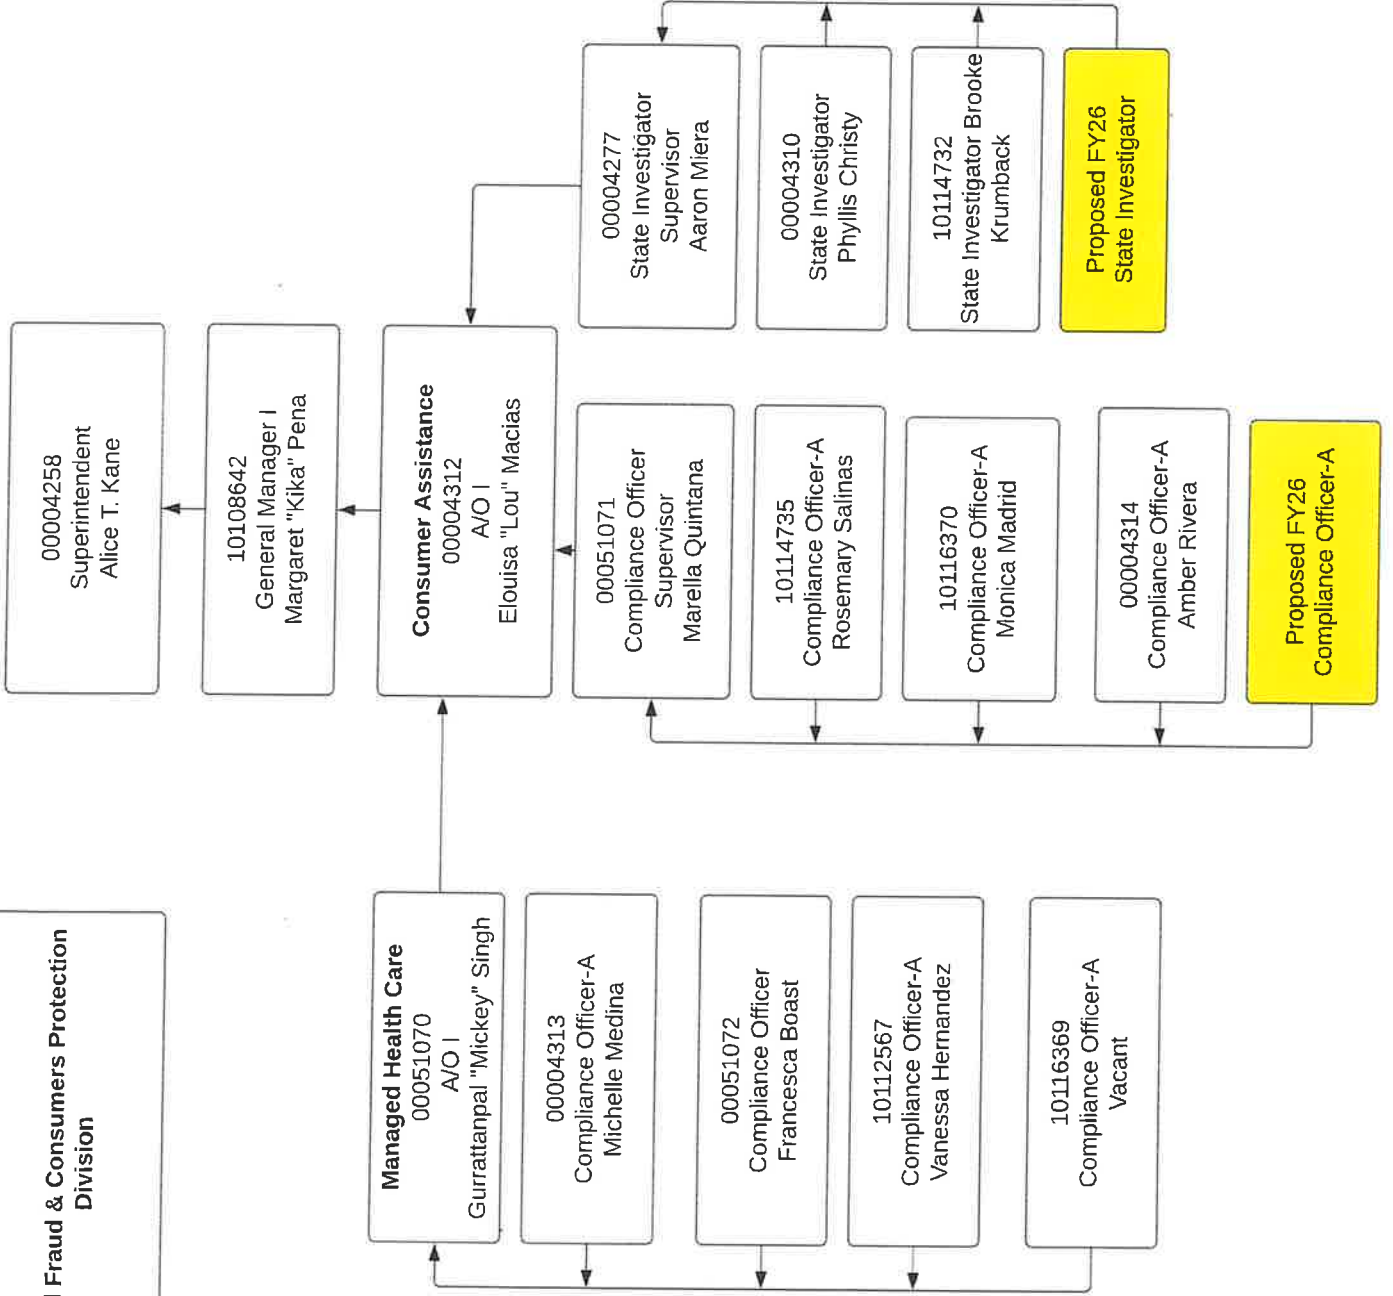 l Fraud & Consumers Protection
Division
00004258
Superintendent
Alice T. Kane
10108642
General Manager I
Margaret "Kika" Pena
Consumer Assistance
00004312
A/O I
Elouisa "Lou" Macias
Managed Health Care
00051070
A/O I
Gurrattanpal "Mickey" Singh
00004313
Compliance Officer-A
Michelle Medina
00051072
Compliance Officer
Francesca Boast
10112567
Compliance Officer-A
Vanessa Hernandez
10116369
Compliance Officer-A
Vacant
00051071
Compliance Officer
Supervisor
Marella Quintana
10114735
Compliance Officer-A
Rosemary Salinas
10116370
Compliance Officer-A
Monica Madrid
00004314
Compliance Officer-A
Amber Rivera
Proposed FY26
Compliance Officer-A
00004277
State Investigator
Supervisor
Aaron Miera
00004310
State Investigator
Phyllis Christy
10114732
State Investigator Brooke
Krumback
Proposed FY26
State Investigator